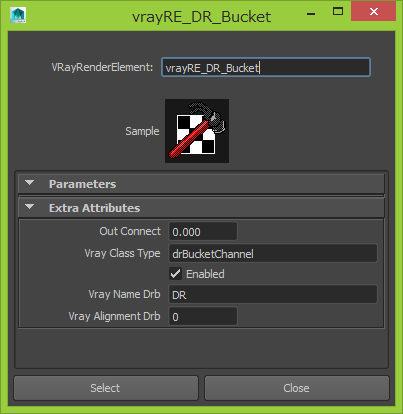 vrayRE_DR_Bucket
VRayRenderElement: vrayRE_DR_Bucket
Sample
Parameters
Extra Attributes
Out Connect 0.000
Vray Class Type drBucketChannel
Enabled
Vray Name Drb DR
Vray Alignment Drb 0
Select Close